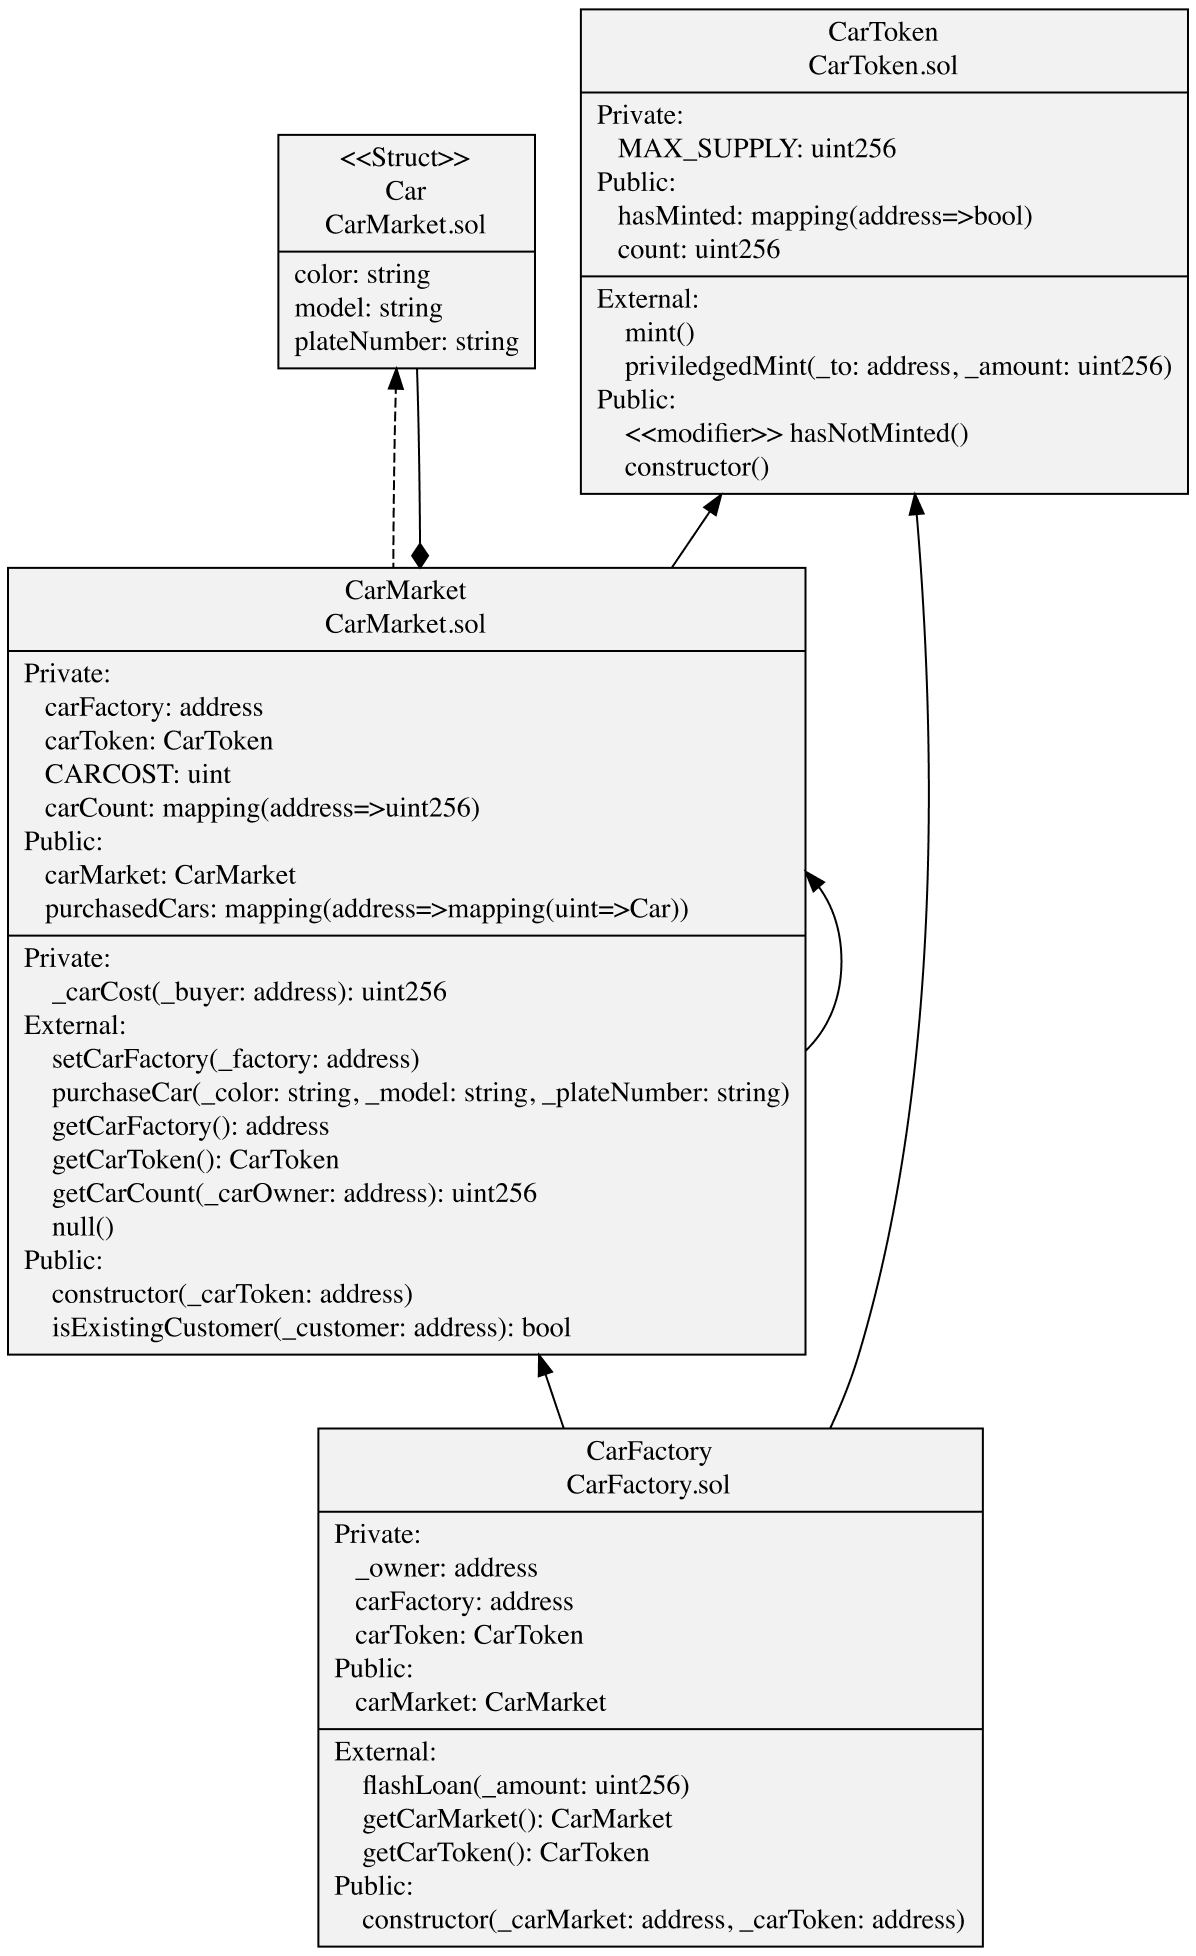 CarToken
CarToken.sol
Private:
MAX_SUPPLY: uint256
Public:
hasMinted: mapping(address=>bool)
count: uint256
External:
mint()
priviledgedMint(_to: address, _amount: uint256)
Public:
<<modifier>> hasNotMinted()
constructor()
<<Struct>>
Car
CarMarket.sol
color: string
model: string
plateNumber: string
CarMarket
CarMarket.sol
Private:
carFactory: address
carToken: CarToken
CARCOST: uint
carCount: mapping(address=>uint256)
Public:
carMarket: CarMarket
purchasedCars: mapping(address=>mapping(uint=>Car))
Private:
_carCost(_buyer: address): uint256
External:
setCarFactory(_factory: address)
purchaseCar(_color: string, _model: string, _plateNumber: string)
getCarFactory(): address
getCarToken(): CarToken
getCarCount(_carOwner: address): uint256
null()
Public:
constructor(_carToken: address)
isExistingCustomer(_customer: address): bool
CarFactory
CarFactory.sol
Private:
_owner: address
carFactory: address
carToken: CarToken
Public:
carMarket: CarMarket
External:
flashLoan(_amount: uint256)
getCarMarket(): CarMarket
getCarToken(): CarToken
Public:
constructor(_carMarket: address, _carToken: address)